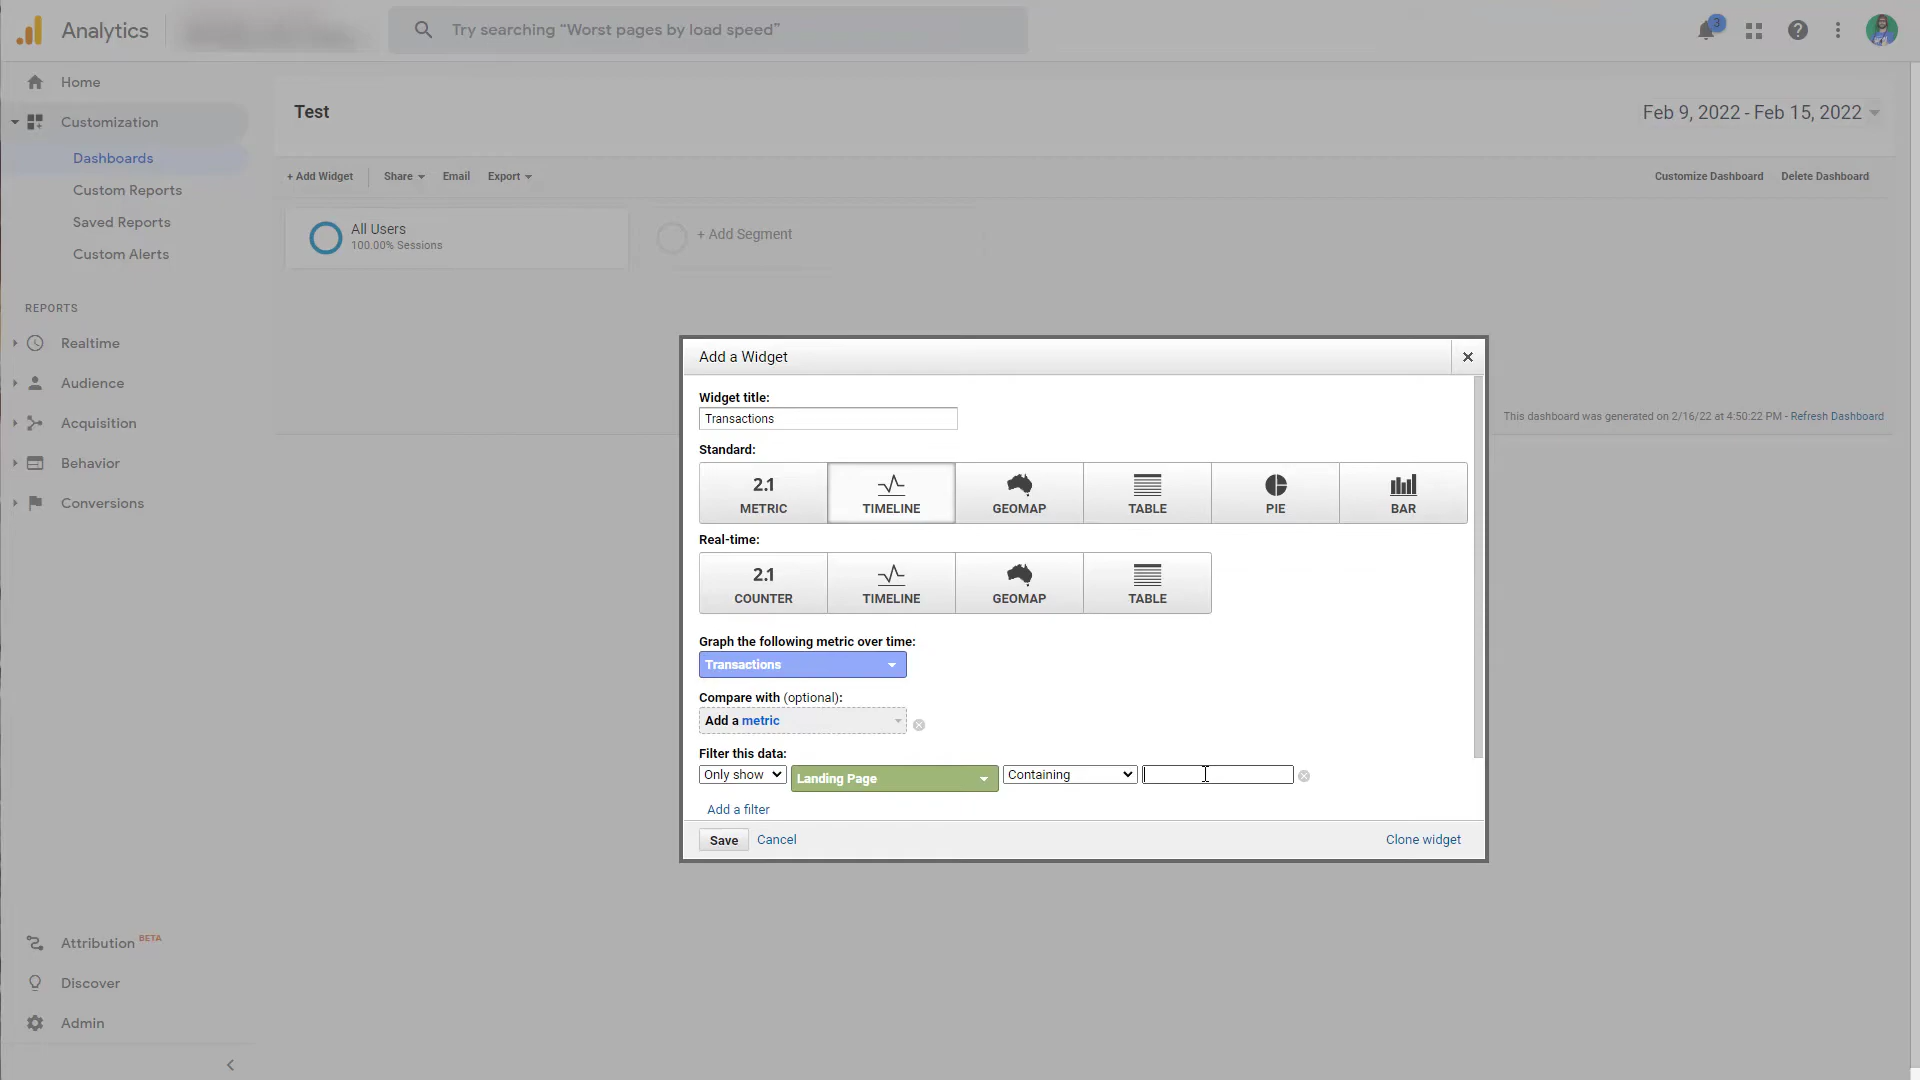 Analytics
Try searching “Worst pages by load speed”
3
Home
Customization
Dashboards
Custom Reports
Saved Reports
Custom Alerts
REPORTS
Realtime
Audience
Acquisition
Behavior
Conversions
Attribution BETA
Discover
Admin
Test
Feb 9, 2022 - Feb 15, 2022
+ Add Widget Share Email Export Customize Dashboard Delete Dashboard
All Users
100.00% Sessions
+ Add Segment
This dashboard was generated on 2/16/22 at 4:50:22 PM - Refresh Dashboard
Add a Widget
Widget title:
Transactions
Standard:
2.1
METRIC TIMELINE GEOMAP TABLE PIE BAR
Real-time:
2.1
COUNTER TIMELINE GEOMAP TABLE
Graph the following metric over time:
Transactions
Compare with (optional):
Add a metric
Filter this data:
Only show Landing Page Containing
Add a filter
Save Cancel Clone widget